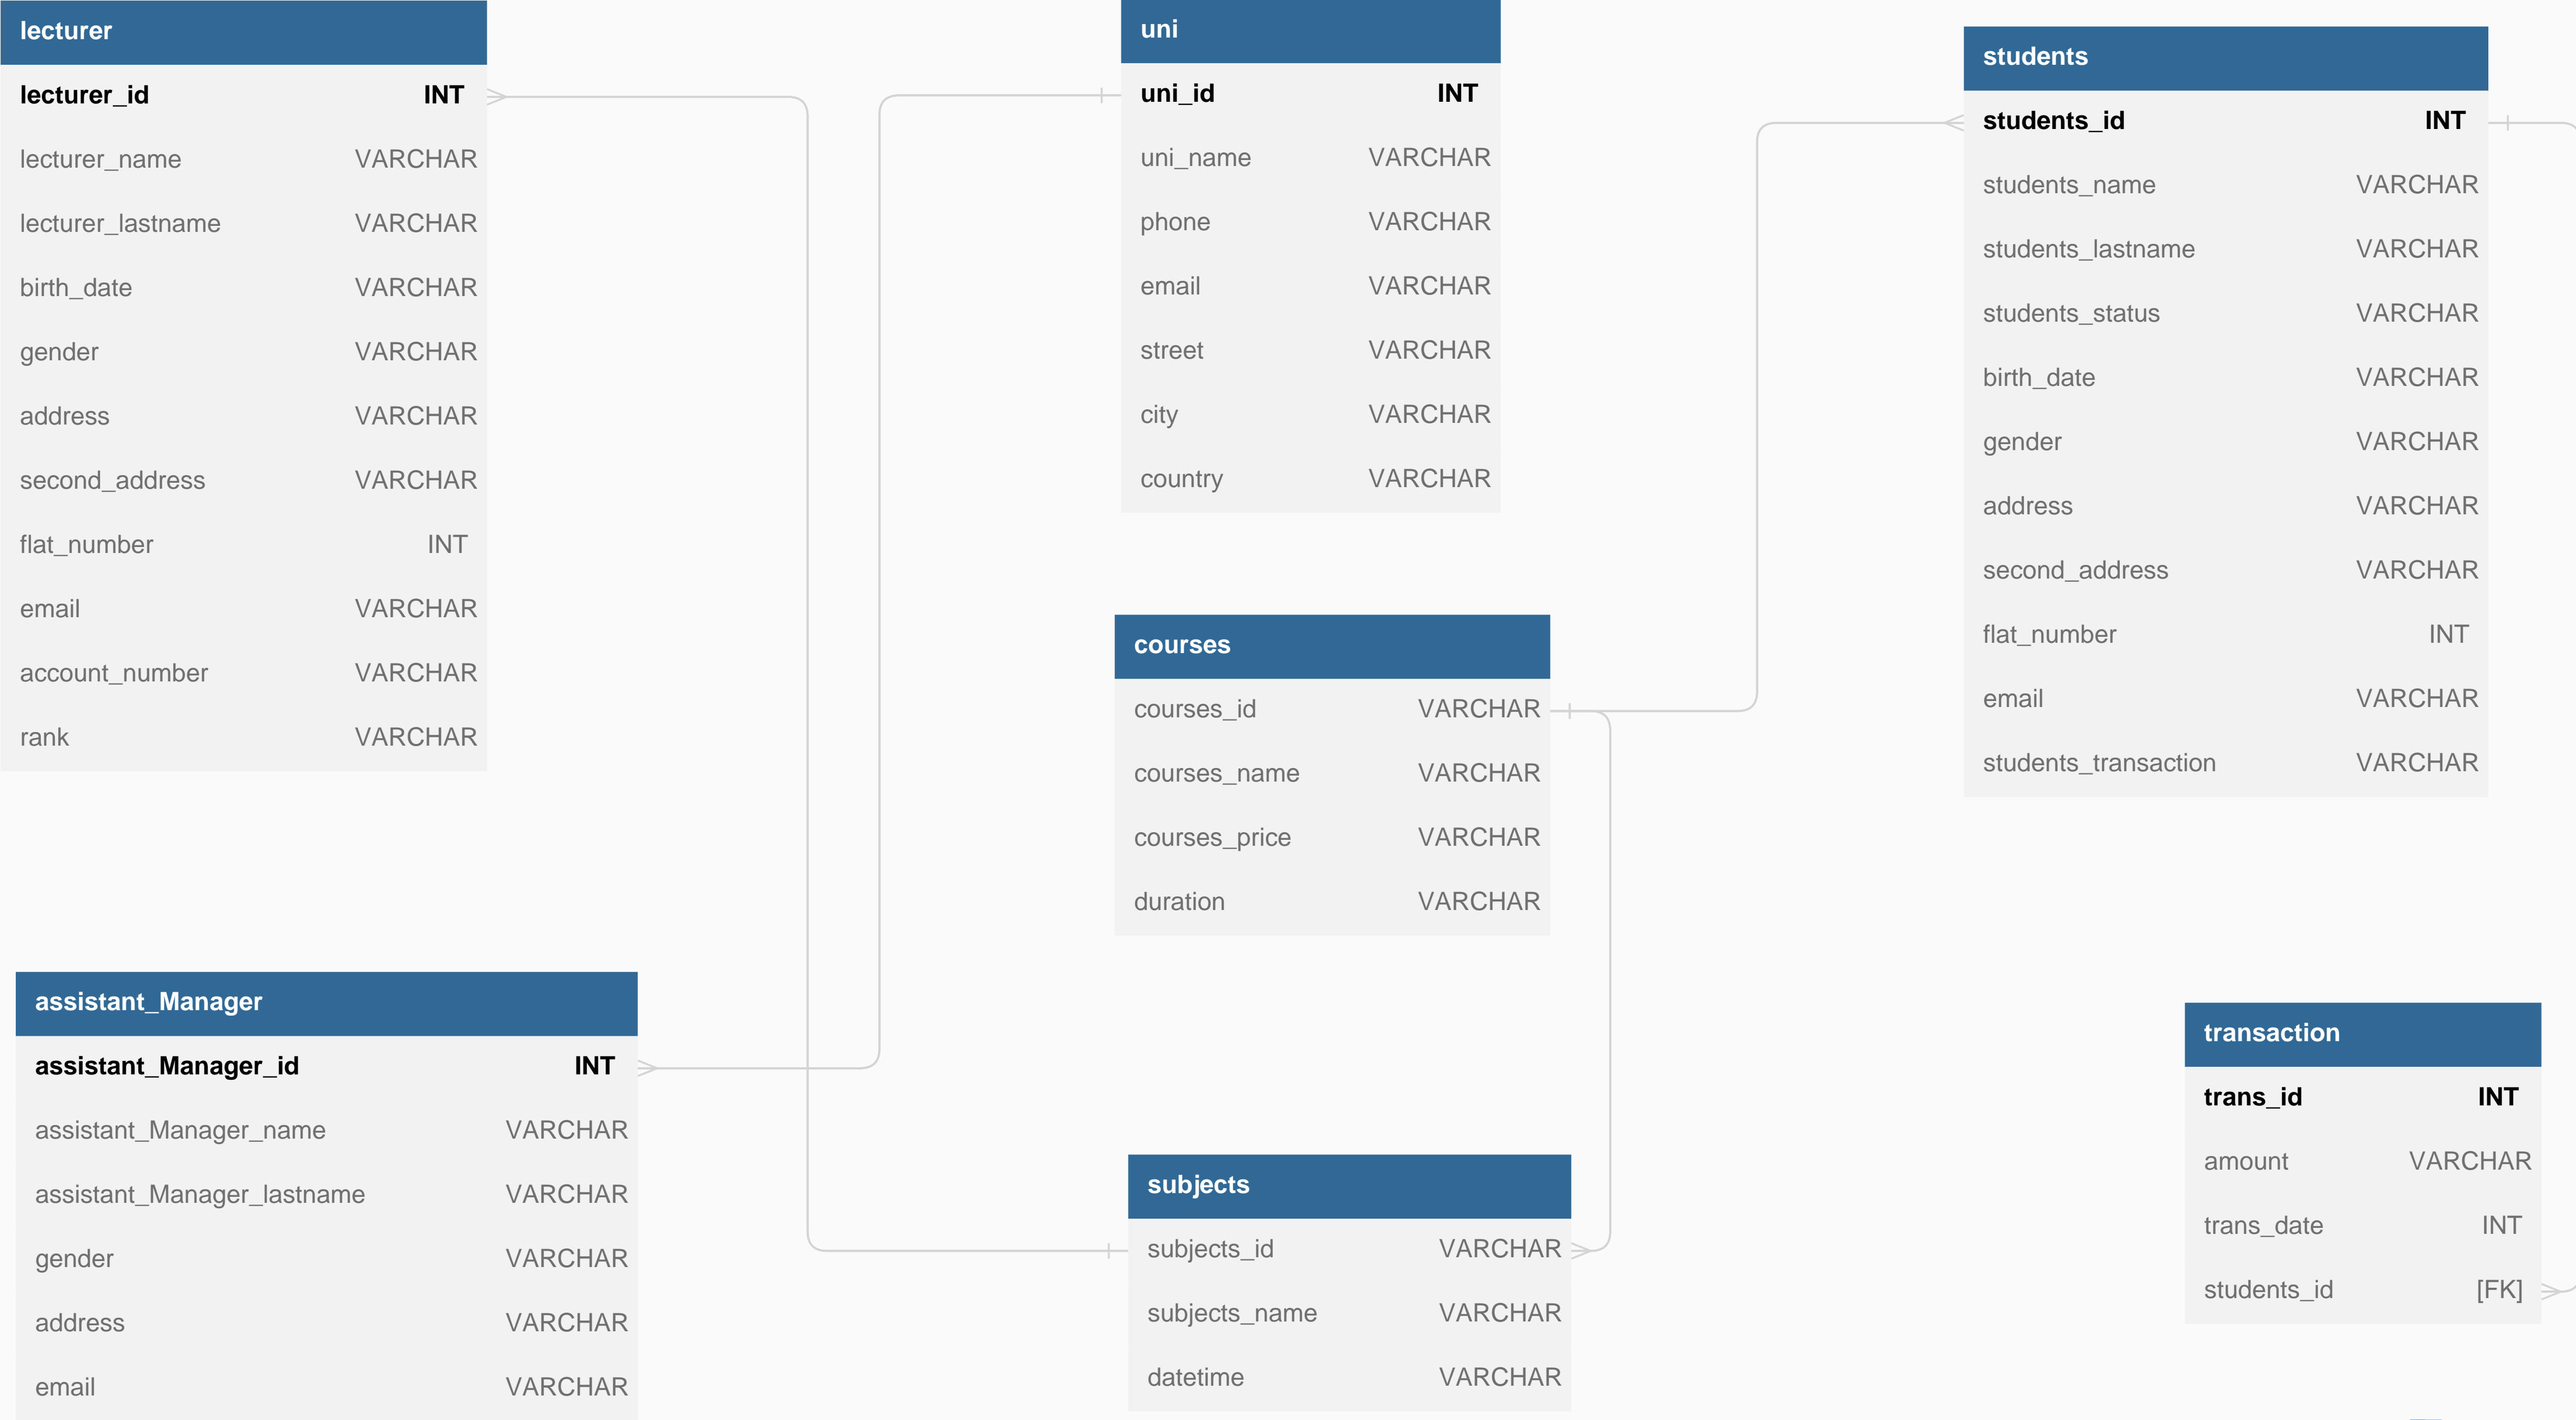 lecturer
lecturer_id INT
lecturer_name VARCHAR
lecturer_lastname VARCHAR
birth_date VARCHAR
gender VARCHAR
address VARCHAR
second_address VARCHAR
flat_number INT
email VARCHAR
account_number VARCHAR
rank VARCHAR
assistant_Manager
assistant_Manager_id INT
assistant_Manager_name VARCHAR
assistant_Manager_lastname VARCHAR
gender VARCHAR
address VARCHAR
email VARCHAR
uni
uni_id INT
uni_name VARCHAR
phone VARCHAR
email VARCHAR
street VARCHAR
city VARCHAR
country VARCHAR
courses
courses_id VARCHAR
courses_name VARCHAR
courses_price VARCHAR
duration VARCHAR
subjects
subjects_id VARCHAR
subjects_name VARCHAR
datetime VARCHAR
students
students_id INT
students_name VARCHAR
students_lastname VARCHAR
students_status VARCHAR
birth_date VARCHAR
gender VARCHAR
address VARCHAR
second_address VARCHAR
flat_number INT
email VARCHAR
students_transaction VARCHAR
transaction
trans_id INT
amount VARCHAR
trans_date INT
students_id [FK]